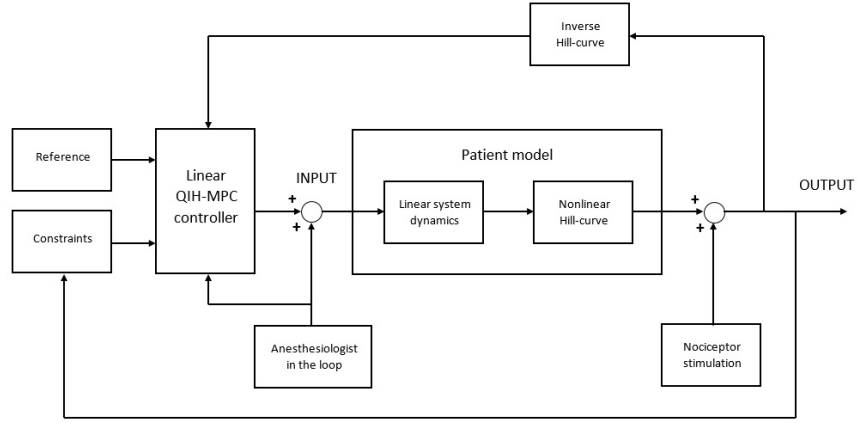 Inverse
Hill-curve
Reference
Linear
QIH-MPC
controller
INPUT
Patient model
OUTPUT
Constraints
Linear system
dynamics
Nonlinear
Hill-curve
+
+
+
+
Anesthesiologist
in the loop
Nociceptor
stimulation